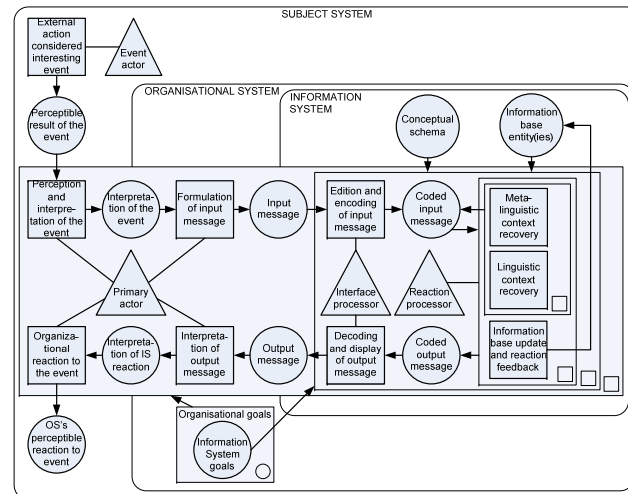 SUBJECT SYSTEM
External
action
considered
interesting
event
Event
actor
ORGANISATIONAL SYSTEM
INFORMATION
SYSTEM
Perceptible
result of the
event
Conceptual
schema
Information
base
entity(ies)
Perception
and
interpre-
tation of the
event
Interpreta-
tion of the
event
Formulation
of input
message
Input
message
Edition and
encoding of
input
message
Coded
input
message
Meta-
linguistic
context
recovery
Linguistic
context
recovery
Primary
actor
Interface
processor
Reaction
processor
Organiza-
tional
reaction to
the event
Interpreta-
tion of IS
reaction
Interpreta-
tion of
output
message
Output
message
Decoding
and display
of output
message
Coded
output
message
Information
base update
and reaction
feedback
OS's
perceptible
reaction to
event
Organisational goals
Information
System
goals